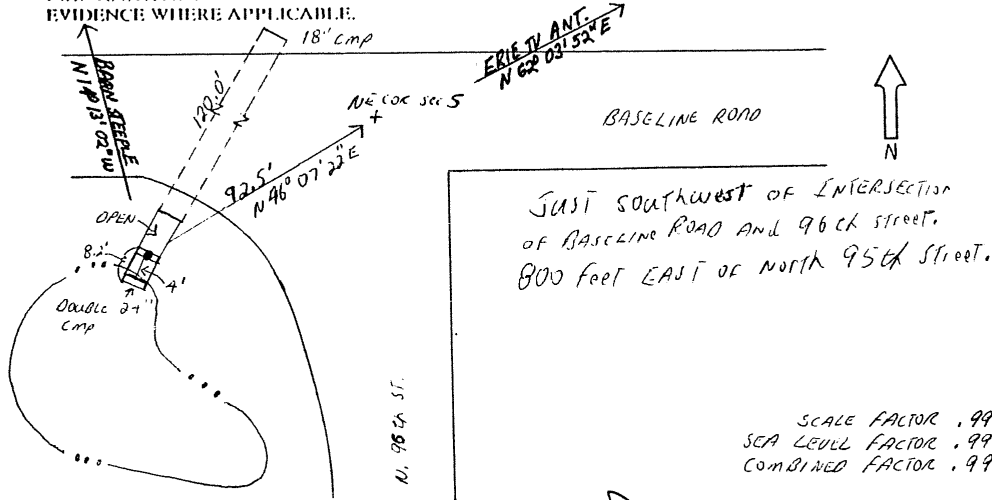 EVIDENCE WHERE APPLICABLE.
18" CMP
ERIE TV ANT.
N 62° 03' 52" E
BARN STEEPLE
N 14° 13' 02" W
120.0'
NE COR SEC 5
92.5'
N 46° 07' 22" E
BASELINE ROAD
N
OPEN
8.2'
4'
DOUBLE 24"
CMP
JUST SOUTHWEST OF INTERSECTION
OF BASELINE ROAD AND 96th STREET.
800 FEET EAST OF NORTH 95th STREET.
N. 96th ST.
SCALE FACTOR .99
SEA LEVEL FACTOR .99
COMBINED FACTOR .99